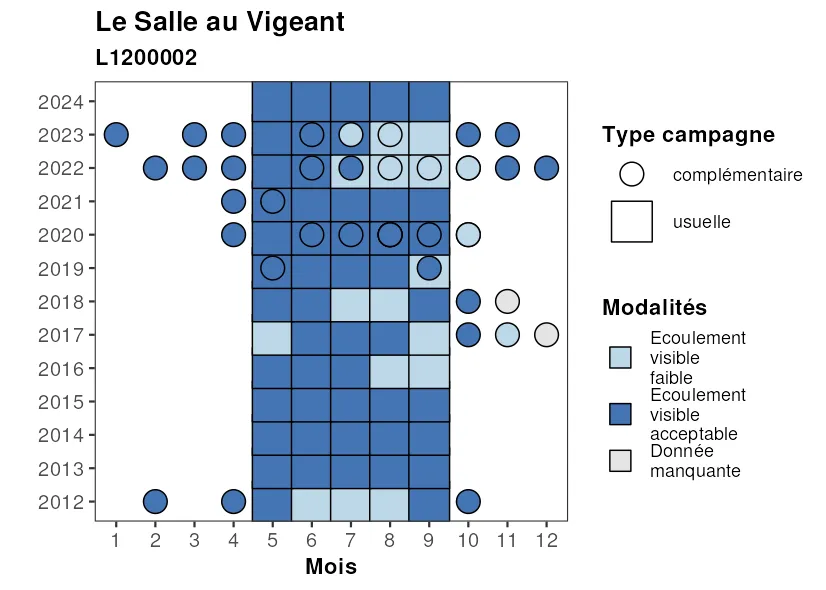 Le Salle au Vigeant
L1200002
2024
2023
2022
2021
2020
2019
2018
2017
2016
2015
2014
2013
2012
1 2 3 4 5 6 7 8 9 10 11 12
Mois
Type campagne
complémentaire
usuelle
Modalités
Ecoulement
visible
faible
Ecoulement
visible
acceptable
Donnée
manquante